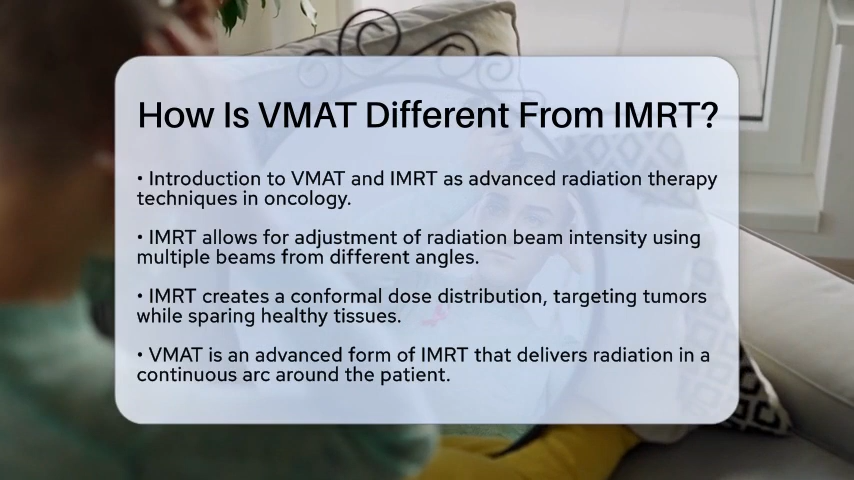 How Is VMAT Different From IMRT?
• Introduction to VMAT and IMRT as advanced radiation therapy
techniques in oncology.
• IMRT allows for adjustment of radiation beam intensity using
multiple beams from different angles.
• IMRT creates a conformal dose distribution, targeting tumors
while sparing healthy tissues.
• VMAT is an advanced form of IMRT that delivers radiation in a
continuous arc around the patient.